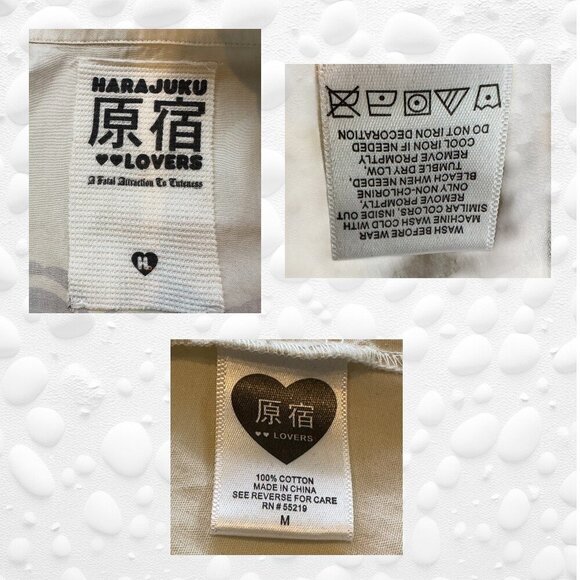 HARAJUKU
原宿
LOVERS
A Fatal Attraction To Cuteness
H.
WASH BEFORE WEAR
MACHINE WASH COLD WITH
SIMILAR COLORS, INSIDE OUT
REMOVE PROMPTLY.
ONLY NON-CHLORINE
BLEACH WHEN NEEDED,
TUMBLE DRY LOW,
REMOVE PROMPTLY
COOL IRON IF NEEDED
DO NOT IRON DECORATION
原宿
LOVERS
100% COTTON
MADE IN CHINA
SEE REVERSE FOR CARE
RN # 55219
M